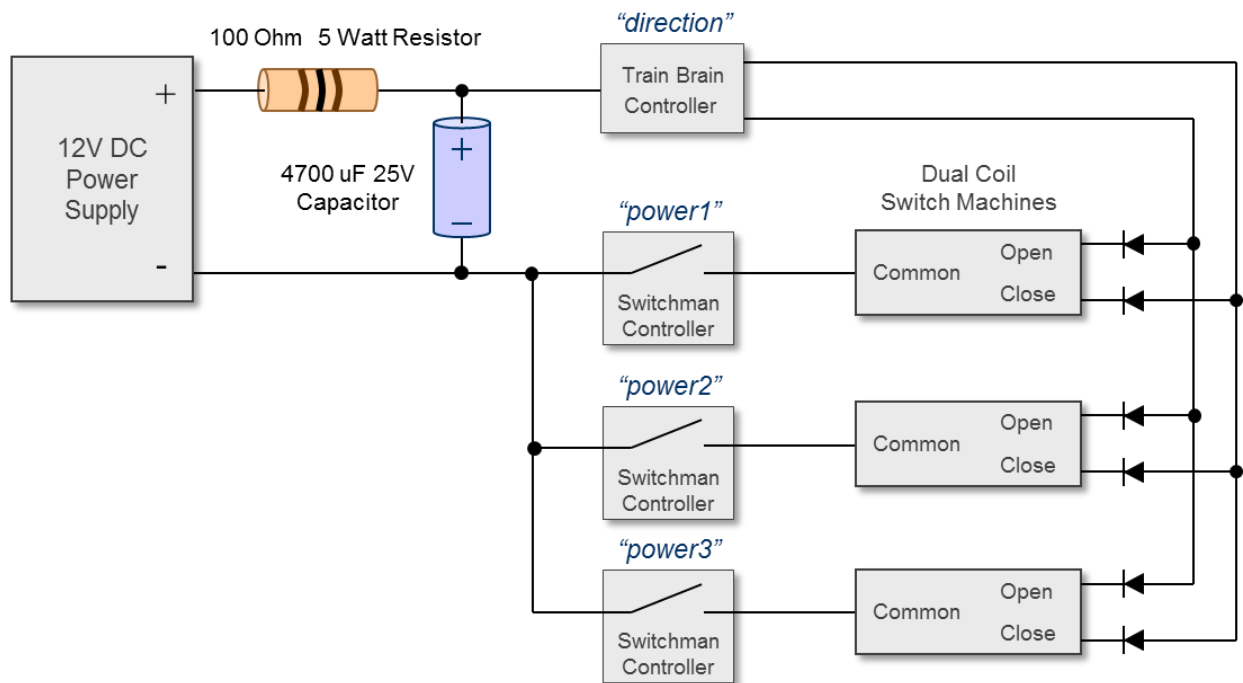 “direction”
100 Ohm   5 Watt Resistor
+
12V DC
Power
Supply
-
+
4700 uF 25V
Capacitor
−
Train Brain
Controller
Dual Coil
Switch Machines
“power1”
Switchman
Controller
Common
Open
Close
“power2”
Switchman
Controller
Common
Open
Close
“power3”
Switchman
Controller
Common
Open
Close